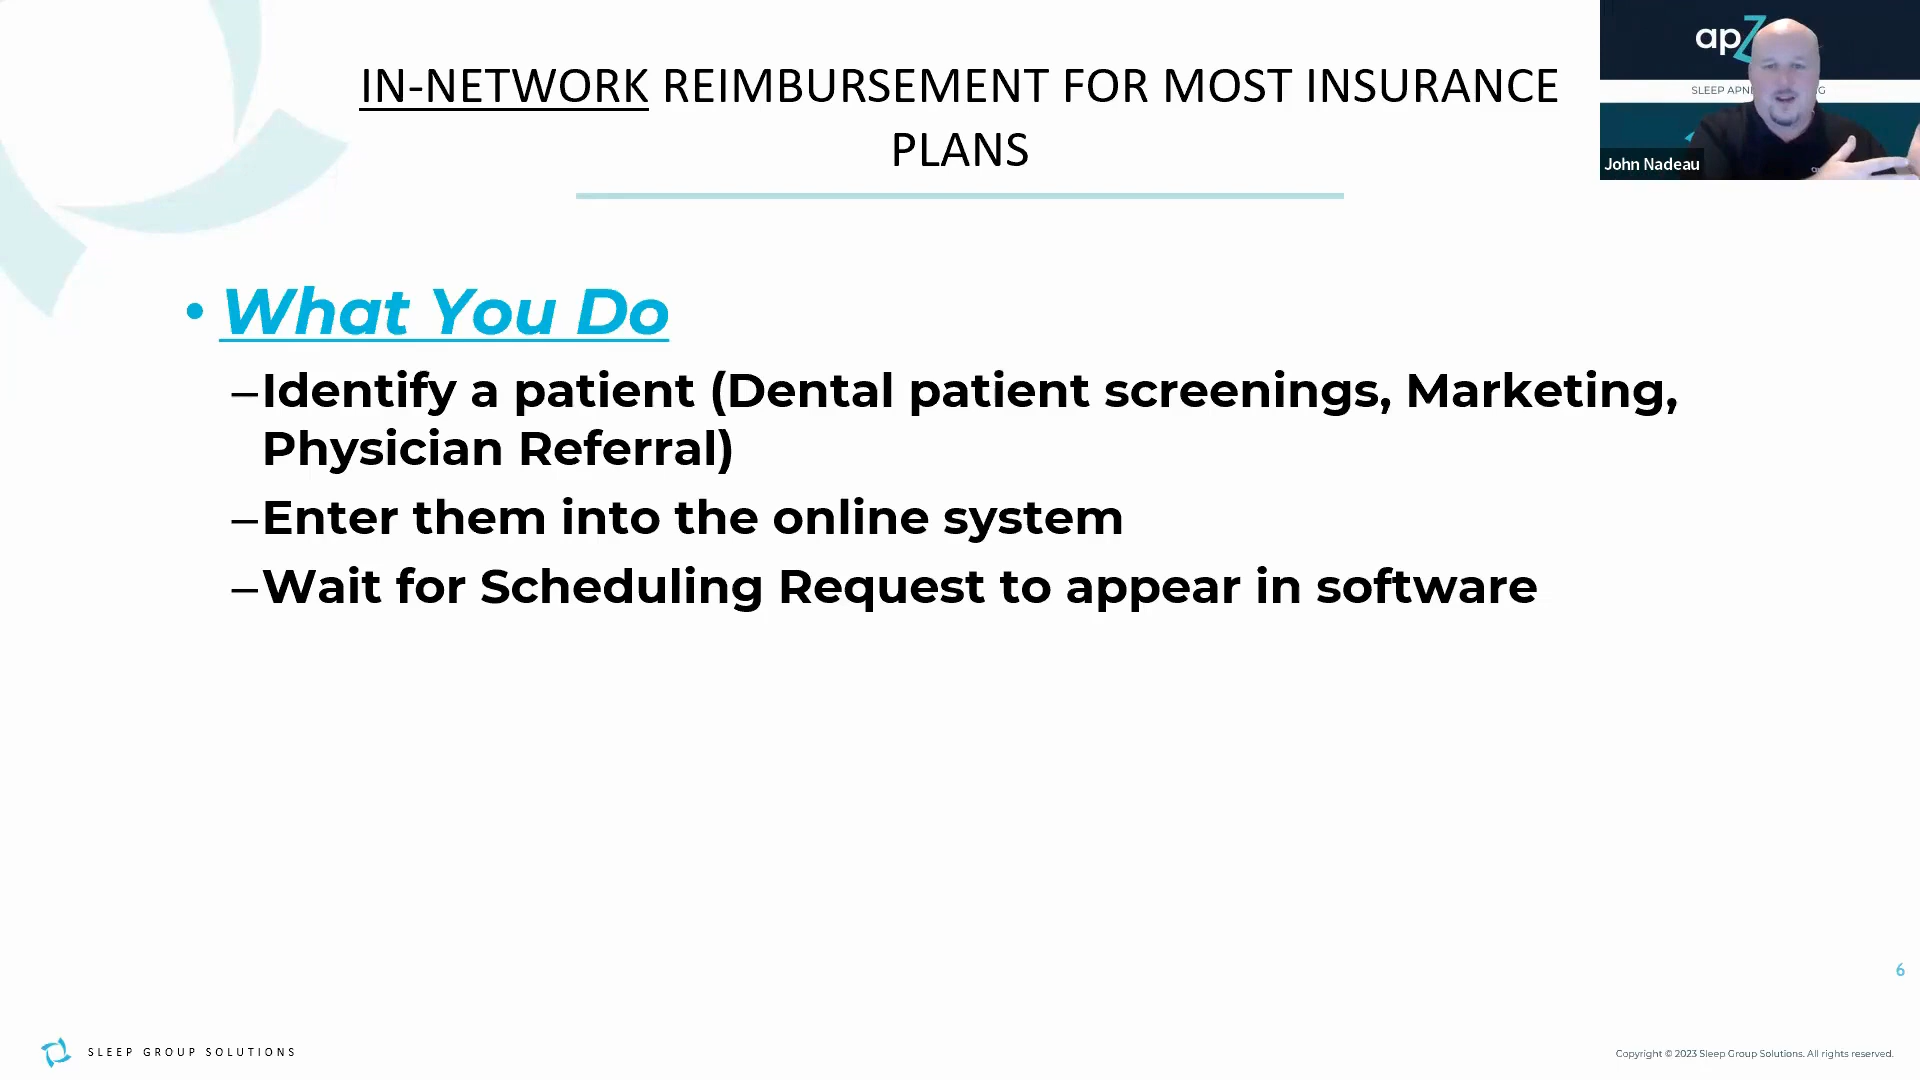 IN-NETWORK REIMBURSEMENT FOR MOST INSURANCE
PLANS
ap
SLEEP
John Nadeau
• What You Do
–Identify a patient (Dental patient screenings, Marketing,
Physician Referral)
–Enter them into the online system
–Wait for Scheduling Request to appear in software
6
SLEEP GROUP SOLUTIONS
Copyright © 2023 Sleep Group Solutions. All rights reserved.